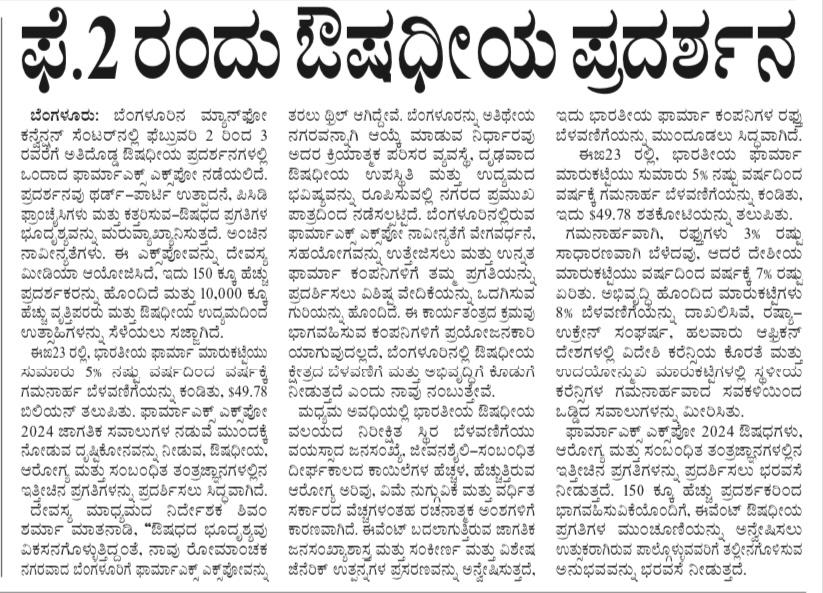 ಫೆ.2 ರಂದು ಔಷಧೀಯ ಪ್ರದರ್ಶನ
ಬೆಂಗಳೂರು: ಬೆಂಗಳೂರಿನ ಮ್ಯಾನ್‌ಫೋ
ಕನ್ವೆನ್ಷನ್ ಸೆಂಟರ್‌ನಲ್ಲಿ ಫೆಬ್ರುವರಿ 2 ರಿಂದ 3
ರವರೆಗೆ ಅತಿದೊಡ್ಡ ಔಷಧೀಯ ಪ್ರದರ್ಶನಗಳಲ್ಲಿ
ಒಂದಾದ ಫಾರ್ಮಾಎಕ್ಸ್ ಎಕ್ಸ್‌ಪೋ ನಡೆಯಲಿದೆ.
ಪ್ರದರ್ಶನವು ಥರ್ಡ್-ಪಾರ್ಟಿ ಉತ್ಪಾದನೆ, ಪಿಸಿಡಿ
ಫ್ರಾಂಚೈಸಿಗಳು ಮತ್ತು ಕತ್ತರಿಸುವ-ಔಷಧದ ಪ್ರಗತಿಗಳ
ಭೂದೃಶ್ಯವನ್ನು ಮರುವ್ಯಾಖ್ಯಾನಿಸುತ್ತದೆ. ಅಂಚಿನ
ನಾವೀನ್ಯತೆಗಳು. ಈ ಎಕ್ಸ್‌ಪೋವನ್ನು ದೇವಸ್ಯ
ಮೀಡಿಯಾ ಆಯೋಜಿಸಿದೆ, ಇದು 150 ಕ್ಕೂ ಹೆಚ್ಚು
ಪ್ರದರ್ಶಕರನ್ನು ಹೊಂದಿದೆ ಮತ್ತು 10,000 ಕ್ಕೂ
ಹೆಚ್ಚು ವೃತ್ತಿಪರರು ಮತ್ತು ಔಷಧೀಯ ಉದ್ಯಮದಿಂದ
ಉತ್ಸಾಹಿಗಳನ್ನು ಸೆಳೆಯಲು ಸಜ್ಜಾಗಿದೆ.
ಈಙ23 ರಲ್ಲಿ, ಭಾರತೀಯ ಫಾರ್ಮಾ ಮಾರುಕಟ್ಟೆಯು
ಸುಮಾರು 5% ನಷ್ಟು ವರ್ಷದಿಂದ ವರ್ಷಕ್ಕೆ
ಗಮನಾರ್ಹ ಬೆಳವಣಿಗೆಯನ್ನು ಕಂಡಿತು, $49.78
ಬಿಲಿಯನ್ ತಲುಪಿತು. ಫಾರ್ಮಾಎಕ್ಸ್ ಎಕ್ಸ್‌ಪೋ
2024 ಜಾಗತಿಕ ಸವಾಲುಗಳ ನಡುವೆ ಮುಂದಕ್ಕೆ
ನೋಡುವ ದೃಷ್ಟಿಕೋನವನ್ನು ನೀಡುವ, ಔಷಧೀಯ,
ಆರೋಗ್ಯ ಮತ್ತು ಸಂಬಂಧಿತ ತಂತ್ರಜ್ಞಾನಗಳಲ್ಲಿನ
ಇತ್ತೀಚಿನ ಪ್ರಗತಿಗಳನ್ನು ಪ್ರದರ್ಶಿಸಲು ಸಿದ್ಧವಾಗಿದೆ.
ದೇವಸ್ಯ ಮಾಧ್ಯಮದ ನಿರ್ದೇಶಕ ಶಿವಂ
ಶರ್ಮಾ ಮಾತನಾಡಿ, "ಔಷಧದ ಭೂದೃಶ್ಯವು
ವಿಕಸನಗೊಳ್ಳುತ್ತಿದ್ದಂತೆ, ನಾವು ರೋಮಾಂಚಕ
ನಗರವಾದ ಬೆಂಗಳೂರಿಗೆ ಫಾರ್ಮಾಎಕ್ಸ್ ಎಕ್ಸ್‌ಪೋವನ್ನು
ತರಲು ಥ್ರಿಲ್ ಆಗಿದ್ದೇವೆ. ಬೆಂಗಳೂರನ್ನು ಅತಿಥೇಯ
ನಗರವನ್ನಾಗಿ ಆಯ್ಕೆ ಮಾಡುವ ನಿರ್ಧಾರವು
ಅದರ ಕ್ರಿಯಾತ್ಮಕ ಪರಿಸರ ವ್ಯವಸ್ಥೆ, ದೃಢವಾದ
ಔಷಧೀಯ ಉಪಸ್ಥಿತಿ ಮತ್ತು ಉದ್ಯಮದ
ಭವಿಷ್ಯವನ್ನು ರೂಪಿಸುವಲ್ಲಿ ನಗರದ ಪ್ರಮುಖ
ಪಾತ್ರದಿಂದ ನಡೆಸಲ್ಪಟ್ಟಿದೆ. ಬೆಂಗಳೂರಿನಲ್ಲಿರುವ
ಫಾರ್ಮಾಎಕ್ಸ್ ಎಕ್ಸ್‌ಪೋ ನಾವೀನ್ಯತೆಗೆ ವೇಗವರ್ಧನೆ,
ಸಹಯೋಗವನ್ನು ಉತ್ತೇಜಿಸಲು ಮತ್ತು ಉನ್ನತ
ಫಾರ್ಮಾ ಕಂಪನಿಗಳಿಗೆ ತಮ್ಮ ಪ್ರಗತಿಯನ್ನು
ಪ್ರದರ್ಶಿಸಲು ವಿಶಿಷ್ಟ ವೇದಿಕೆಯನ್ನು ಒದಗಿಸುವ
ಗುರಿಯನ್ನು ಹೊಂದಿದೆ. ಈ ಕಾರ್ಯತಂತ್ರದ ಕ್ರಮವು
ಭಾಗವಹಿಸುವ ಕಂಪನಿಗಳಿಗೆ ಪ್ರಯೋಜನಕಾರಿ
ಯಾಗುವುದಲ್ಲದೆ, ಬೆಂಗಳೂರಿನಲ್ಲಿ ಔಷಧೀಯ
ಕ್ಷೇತ್ರದ ಬೆಳವಣಿಗೆ ಮತ್ತು ಅಭಿವೃದ್ಧಿಗೆ ಕೊಡುಗೆ
ನೀಡುತ್ತದೆ ಎಂದು ನಾವು ನಂಬುತ್ತೇವೆ.
ಮಧ್ಯಮ ಅವಧಿಯಲ್ಲಿ ಭಾರತೀಯ ಔಷಧೀಯ
ವಲಯದ ನಿರೀಕ್ಷಿತ ಸ್ಥಿರ ಬೆಳವಣಿಗೆಯು
ವಯಸ್ಸಾದ ಜನಸಂಖ್ಯೆ, ಜೀವನಶೈಲಿ-ಸಂಬಂಧಿತ
ದೀರ್ಘಕಾಲದ ಕಾಯಿಲೆಗಳ ಹೆಚ್ಚಳ, ಹೆಚ್ಚುತ್ತಿರುವ
ಆರೋಗ್ಯ ಅರಿವು, ವಿಮೆ ನುಗ್ಗುವಿಕೆ ಮತ್ತು ವರ್ಧಿತ
ಸರ್ಕಾರದ ವೆಚ್ಚಗಳಂತಹ ರಚನಾತ್ಮಕ ಅಂಶಗಳಿಗೆ
ಕಾರಣವಾಗಿದೆ. ಈವೆಂಟ್ ಬದಲಾಗುತ್ತಿರುವ ಜಾಗತಿಕ
ಜನಸಂಖ್ಯಾಶಾಸ್ತ್ರ ಮತ್ತು ಸಂಕೀರ್ಣ ಮತ್ತು ವಿಶೇಷ
ಜೆನೆರಿಕ್ ಉತ್ಪನ್ನಗಳ ಪ್ರಸರಣವನ್ನು ಅನ್ವೇಷಿಸುತ್ತದೆ,
ಇದು ಭಾರತೀಯ ಫಾರ್ಮಾ ಕಂಪನಿಗಳ ರಫ್ತು
ಬೆಳವಣಿಗೆಯನ್ನು ಮುಂದೂಡಲು ಸಿದ್ಧವಾಗಿದೆ.
ಈಙ23 ರಲ್ಲಿ, ಭಾರತೀಯ ಫಾರ್ಮಾ
ಮಾರುಕಟ್ಟೆಯು ಸುಮಾರು 5% ನಷ್ಟು ವರ್ಷದಿಂದ
ವರ್ಷಕ್ಕೆ ಗಮನಾರ್ಹ ಬೆಳವಣಿಗೆಯನ್ನು ಕಂಡಿತು,
ಇದು $49.78 ಶತಕೋಟಿಯನ್ನು ತಲುಪಿತು.
ಗಮನಾರ್ಹವಾಗಿ, ರಫ್ತುಗಳು 3% ರಷ್ಟು
ಸಾಧಾರಣವಾಗಿ ಬೆಳೆದವು, ಆದರೆ ದೇಶೀಯ
ಮಾರುಕಟ್ಟೆಯು ವರ್ಷದಿಂದ ವರ್ಷಕ್ಕೆ 7% ರಷ್ಟು
ಏರಿತು. ಅಭಿವೃದ್ಧಿ ಹೊಂದಿದ ಮಾರುಕಟ್ಟೆಗಳು
8% ಬೆಳವಣಿಗೆಯನ್ನು ದಾಖಲಿಸಿವೆ, ರಷ್ಯಾ-
ಉಕ್ರೇನ್ ಸಂಘರ್ಷ, ಹಲವಾರು ಆಫ್ರಿಕನ್
ದೇಶಗಳಲ್ಲಿ ವಿದೇಶಿ ಕರೆನ್ಸಿಯ ಕೊರತೆ ಮತ್ತು
ಉದಯೋನ್ಮುಖ ಮಾರುಕಟ್ಟೆಗಳಲ್ಲಿ ಸ್ಥಳೀಯ
ಕರೆನ್ಸಿಗಳ ಗಮನಾರ್ಹವಾದ ಸವಕಳಿಯಿಂದ
ಒಡ್ಡಿದ ಸವಾಲುಗಳನ್ನು ಮೀರಿಸಿತು.
ಫಾರ್ಮಾಎಕ್ಸ್ ಎಕ್ಸ್‌ಪೋ 2024 ಔಷಧಗಳು,
ಆರೋಗ್ಯ ಮತ್ತು ಸಂಬಂಧಿತ ತಂತ್ರಜ್ಞಾನಗಳಲ್ಲಿನ
ಇತ್ತೀಚಿನ ಪ್ರಗತಿಗಳನ್ನು ಪ್ರದರ್ಶಿಸಲು ಭರವಸೆ
ನೀಡುತ್ತದೆ. 150 ಕ್ಕೂ ಹೆಚ್ಚು ಪ್ರದರ್ಶಕರಿಂದ
ಭಾಗವಹಿಸುವಿಕೆಯೊಂದಿಗೆ, ಈವೆಂಟ್ ಔಷಧೀಯ
ಪ್ರಗತಿಗಳ ಮುಂಚೂಣಿಯನ್ನು ಅನ್ವೇಷಿಸಲು
ಉತ್ಸುಕರಾಗಿರುವ ಪಾಲ್ಗೊಳ್ಳುವವರಿಗೆ ತಲ್ಲೀನಗೊಳಿಸುವ
ಅನುಭವವನ್ನು ಭರವಸೆ ನೀಡುತ್ತದೆ.